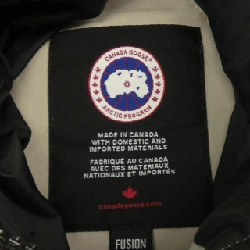 CANADA GOOSE
ARCTIC PROGRAM
MADE IN CANADA
WITH DOMESTIC AND
IMPORTED MATERIALS
FABRIQUÉ AU CANADA
AVEC DES MATERIAUX
NATIONAUX ET IMPORTÉS
canadagoose.com
FUSION